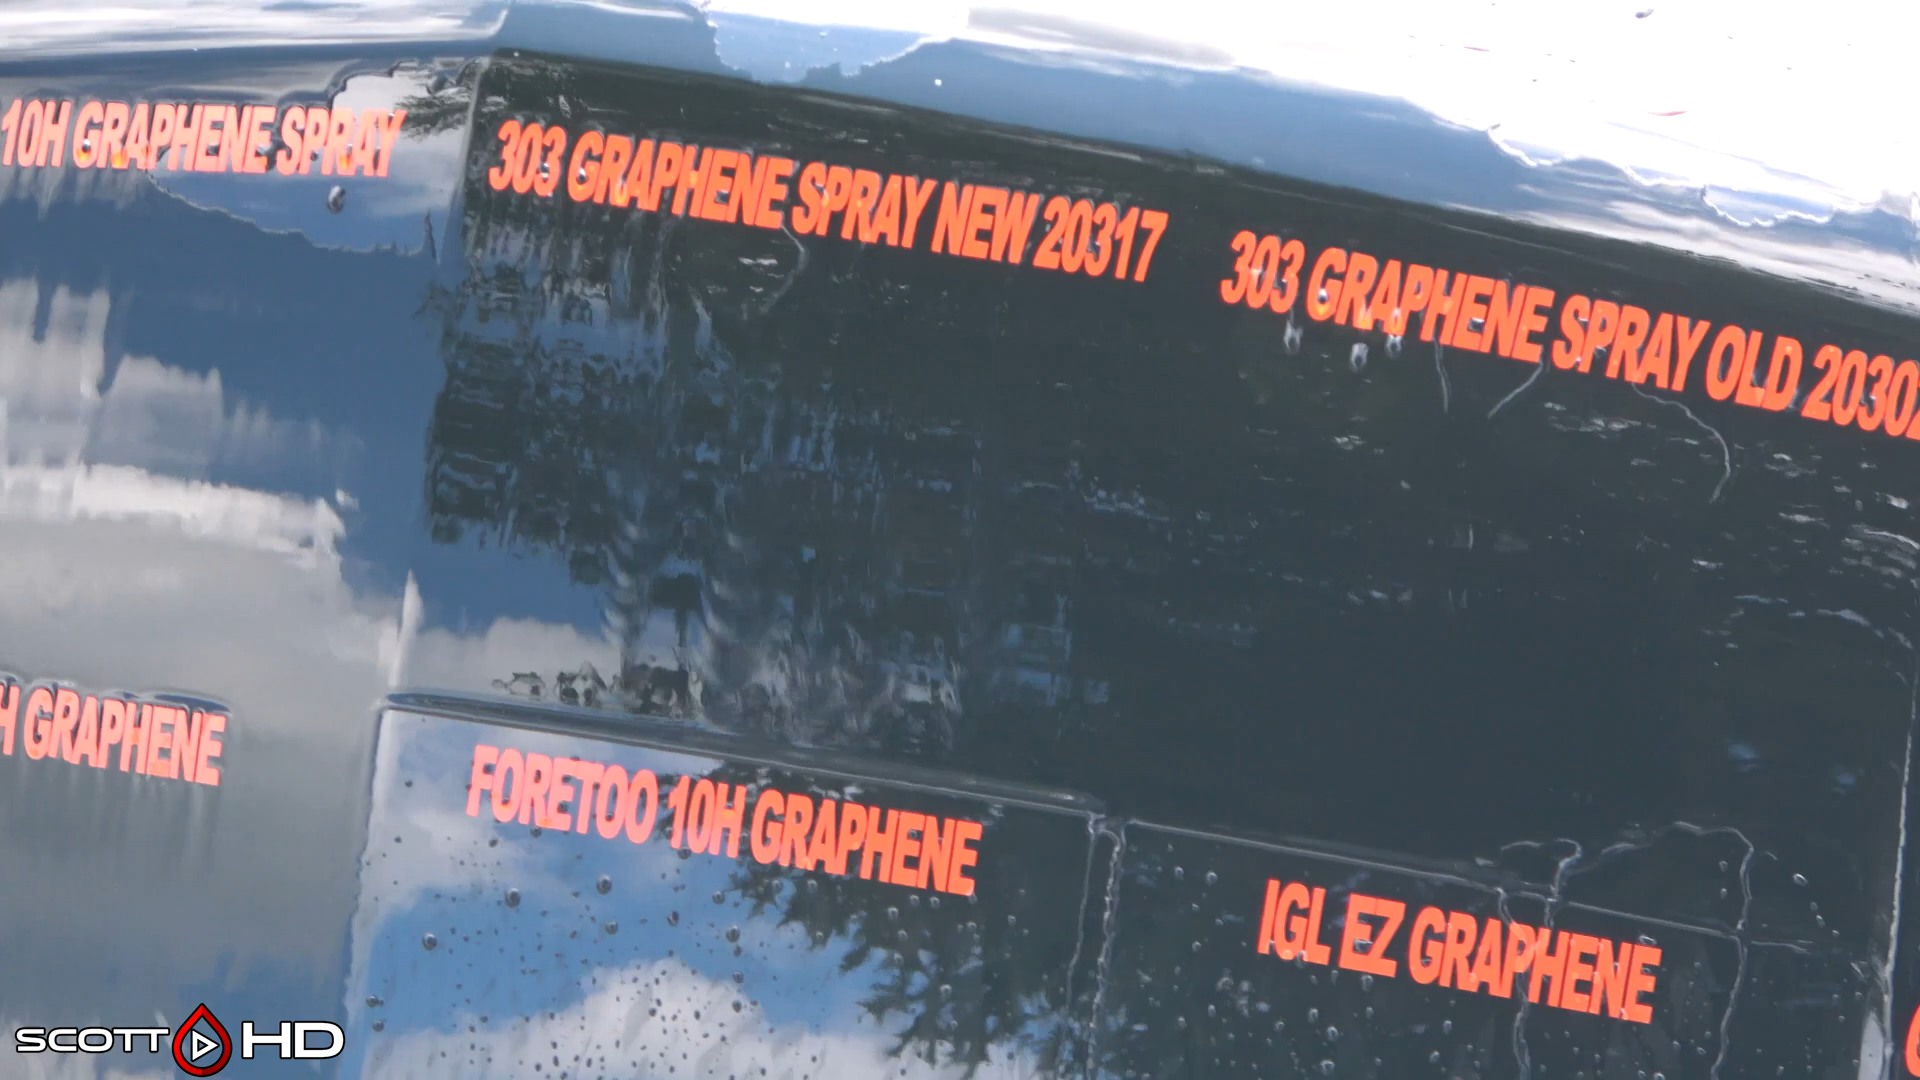 10H GRAPHENE SPRAY
303 GRAPHENE SPRAY NEW 20317
303 GRAPHENE SPRAY OLD 20302
H GRAPHENE
FORETOO 10H GRAPHENE
IGL EZ GRAPHENE
SCOTT HD